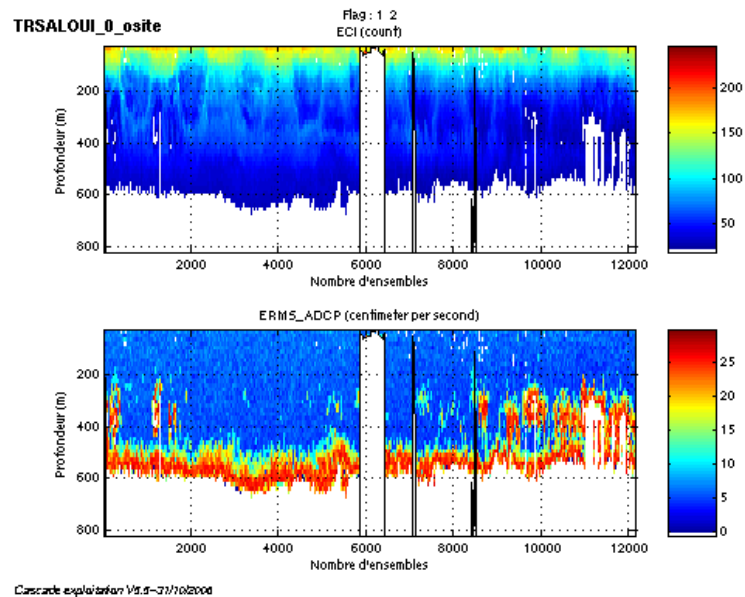 TRSALOUI_0_osite
Flag : 1 2
ECI (count)
Profondeur (m)
200
400
600
800
2000 4000 6000 8000 10000 12000
Nombre d'ensembles
200
150
100
50
ERMS_ADCP (centimeter per second)
Profondeur (m)
200
400
600
800
2000 4000 6000 8000 10000 12000
Nombre d'ensembles
25
20
15
10
5
0
Cascade exploitation V5.5-31/10/2006